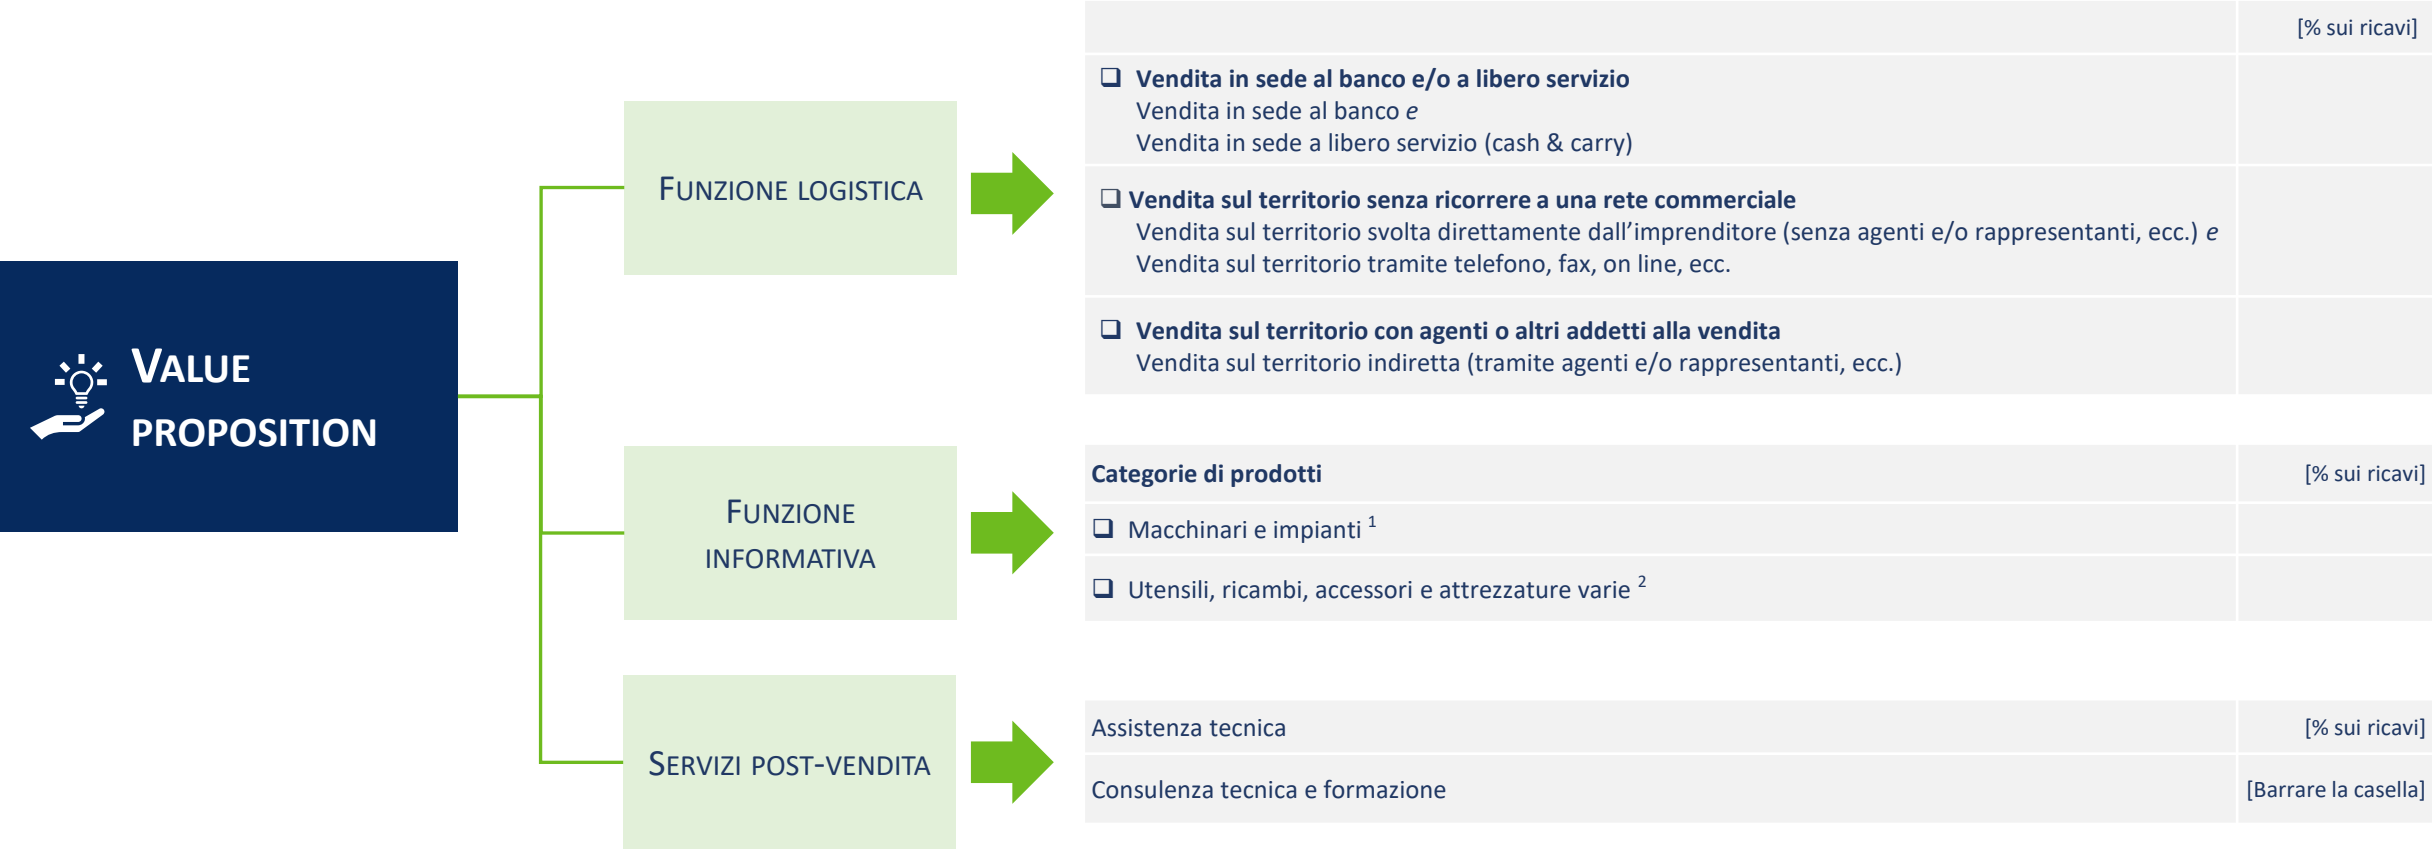 VALUE
PROPOSITION
FUNZIONE LOGISTICA
[% sui ricavi]
❑ Vendita in sede al banco e/o a libero servizio
Vendita in sede al banco e
Vendita in sede a libero servizio (cash & carry)
❑ Vendita sul territorio senza ricorrere a una rete commerciale
Vendita sul territorio svolta direttamente dall’imprenditore (senza agenti e/o rappresentanti, ecc.) e
Vendita sul territorio tramite telefono, fax, on line, ecc.
❑ Vendita sul territorio con agenti o altri addetti alla vendita
Vendita sul territorio indiretta (tramite agenti e/o rappresentanti, ecc.)
FUNZIONE
INFORMATIVA
Categorie di prodotti [% sui ricavi]
❑ Macchinari e impianti ¹
❑ Utensili, ricambi, accessori e attrezzature varie ²
SERVIZI POST-VENDITA
Assistenza tecnica [% sui ricavi]
Consulenza tecnica e formazione [Barrare la casella]